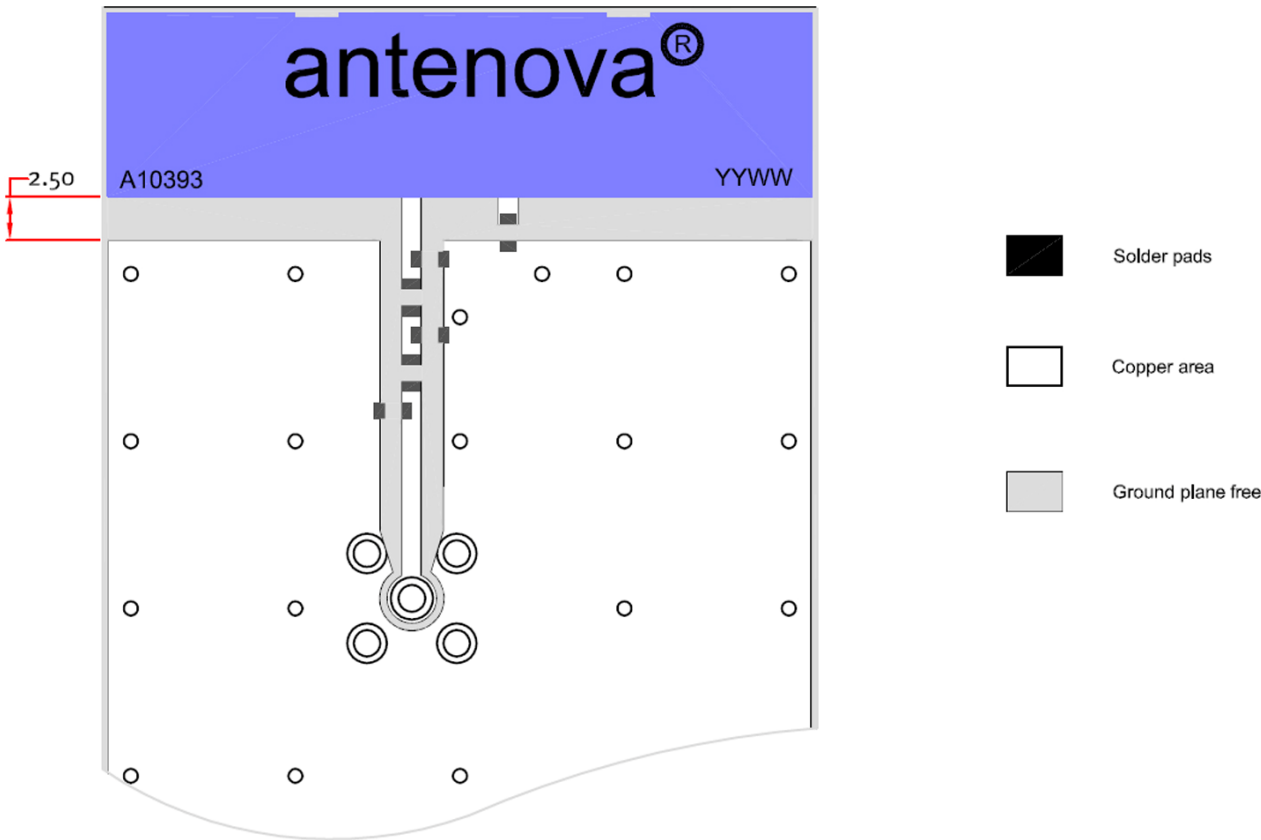 antenova®
2.50
A10393
YYWW
Solder pads
Copper area
Ground plane free